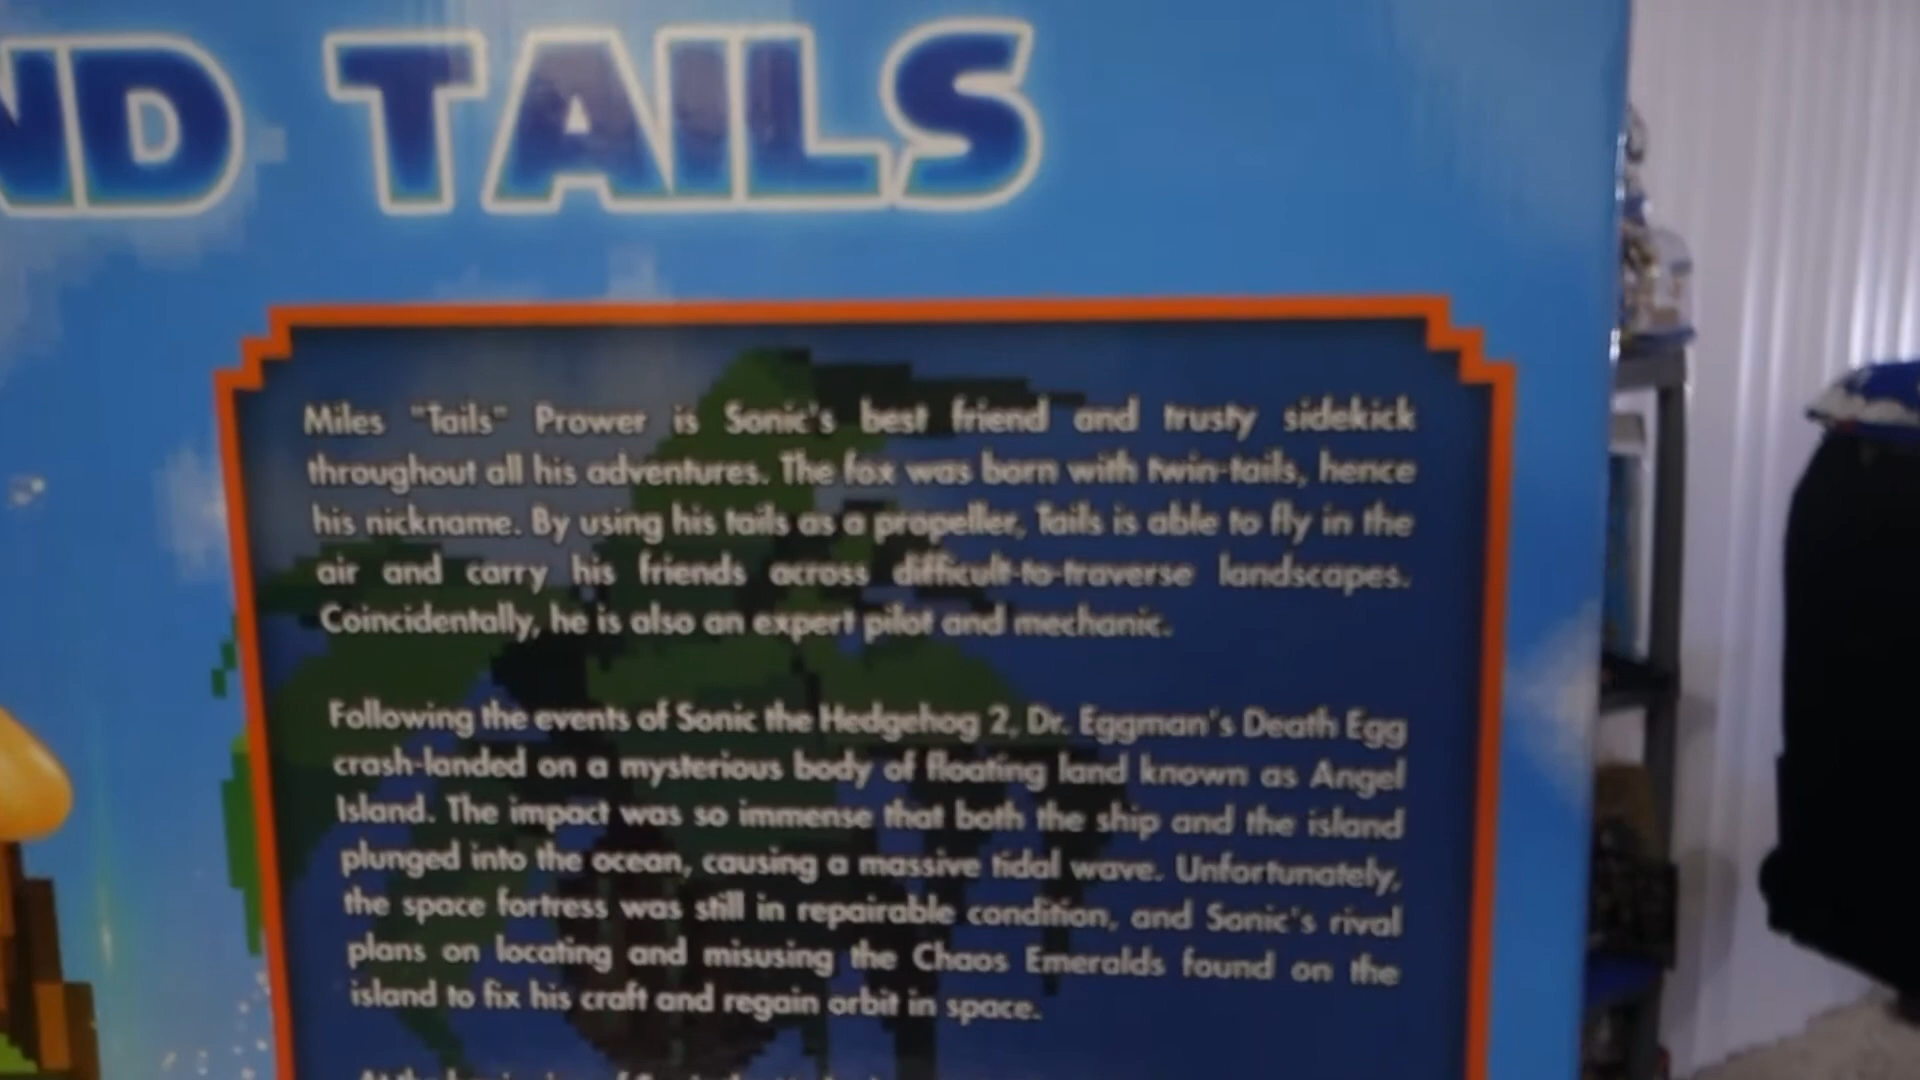 ND TAILS
Miles "Tails" Prower is Sonic's best friend and trusty sidekick
throughout all his adventures. The fox was born with twin-tails, hence
his nickname. By using his tails as a propeller, Tails is able to fly in the
air and carry his friends across difficult-to-traverse landscapes.
Coincidentally, he is also an expert pilot and mechanic.
Following the events of Sonic the Hedgehog 2, Dr. Eggman's Death Egg
crash-landed on a mysterious body of floating land known as Angel
Island. The impact was so immense that both the ship and the island
plunged into the ocean, causing a massive tidal wave. Unfortunately,
the space fortress was still in repairable condition, and Sonic's rival
plans on locating and misusing the Chaos Emeralds found on the
island to fix his craft and regain orbit in space.